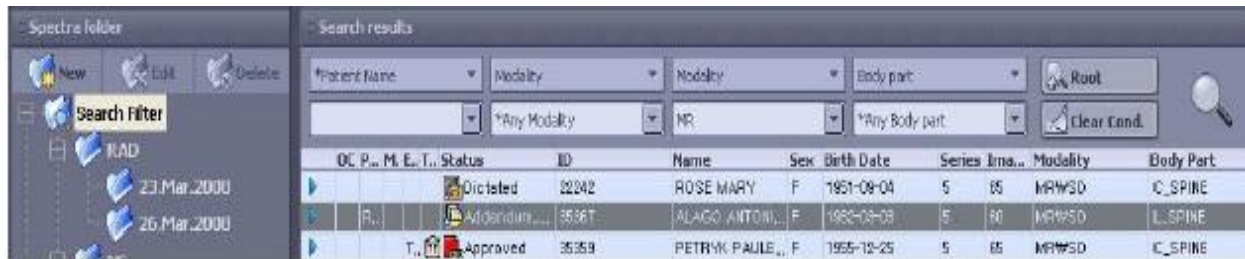 Spectra folder
Search results
New Edit Delete
*Patient Name Modality Modality Body part Root
*Any Modality MR *Any Body part Clear Cond.
Search Filter
RAD
23.Mar.2000
26.Mar.2000
OC P... M. E.. T.. Status ID Name Sex Birth Date Series Ima... Modality Body Part
Dictated 22242 ROSE MARY F 1951-09-04 5 65 MR₩SD C_SPINE
R... Addendum... ALAGO ANTONI... F 5 60 MR₩SD L_SPINE
T.. Approved 35359 PETRYK PAULE... F 1955-12-25 5 65 MR₩SD C_SPINE